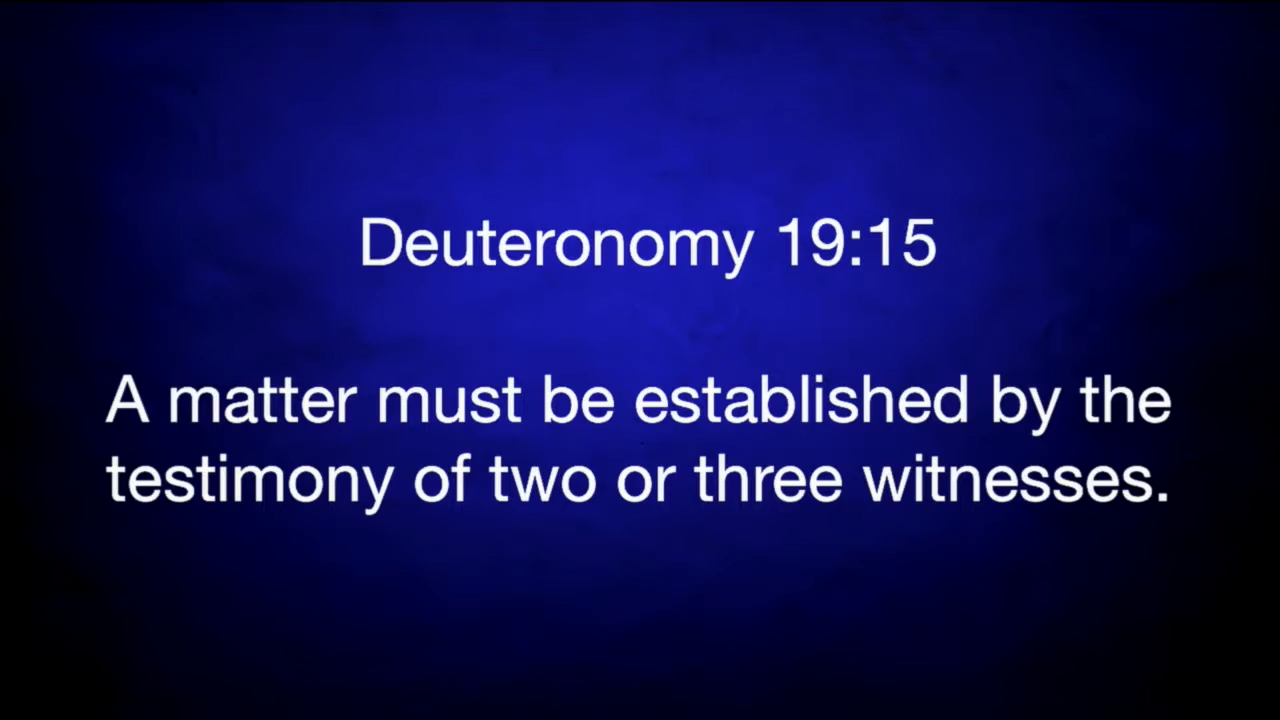 Deuteronomy 19:15
A matter must be established by the
testimony of two or three witnesses.